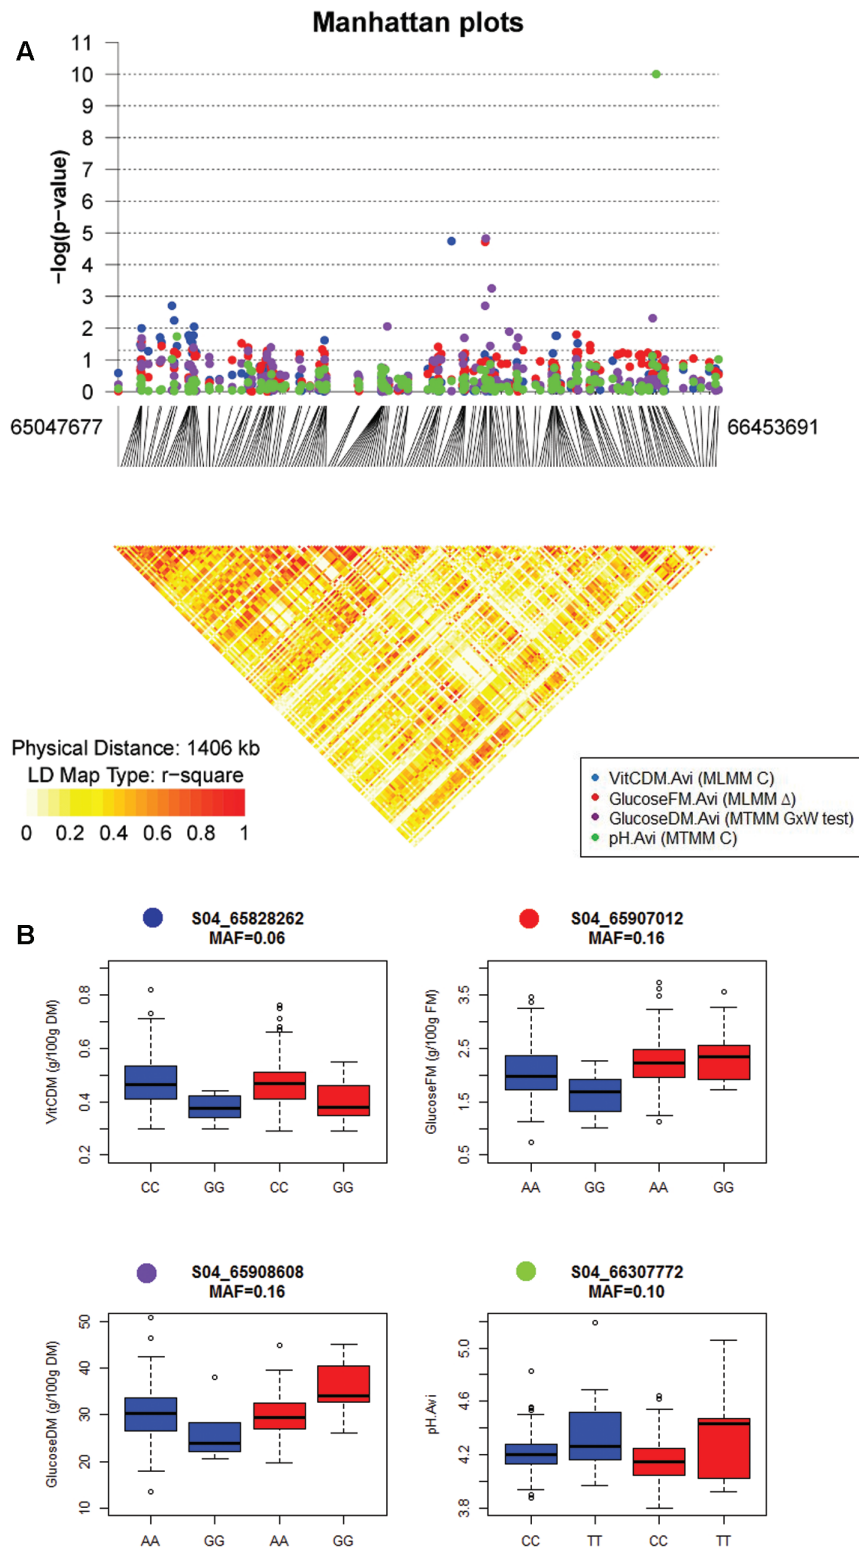 Manhattan plots
A
11
10
9
8
7
6
5
4
3
2
1
0
−log(p−value)
65047677
66453691
Physical Distance: 1406 kb
LD Map Type: r−square
0 0.2 0.4 0.6 0.8 1
VitCDM.Avi (MLMM C)
GlucoseFM.Avi (MLMM Δ)
GlucoseDM.Avi (MTMM GxW test)
pH.Avi (MTMM C)
B
S04_65828262
MAF=0.06
VitCDM (g/100g DM)
0.8
0.6
0.4
0.2
CC GG CC GG
S04_65907012
MAF=0.16
GlucoseFM (g/100g FM)
3.5
2.5
1.5
0.5
AA GG AA GG
S04_65908608
MAF=0.16
GlucoseDM (g/100g DM)
50
40
30
20
10
AA GG AA GG
S04_66307772
MAF=0.10
pH.Avi
5.0
4.6
4.2
3.8
CC TT CC TT